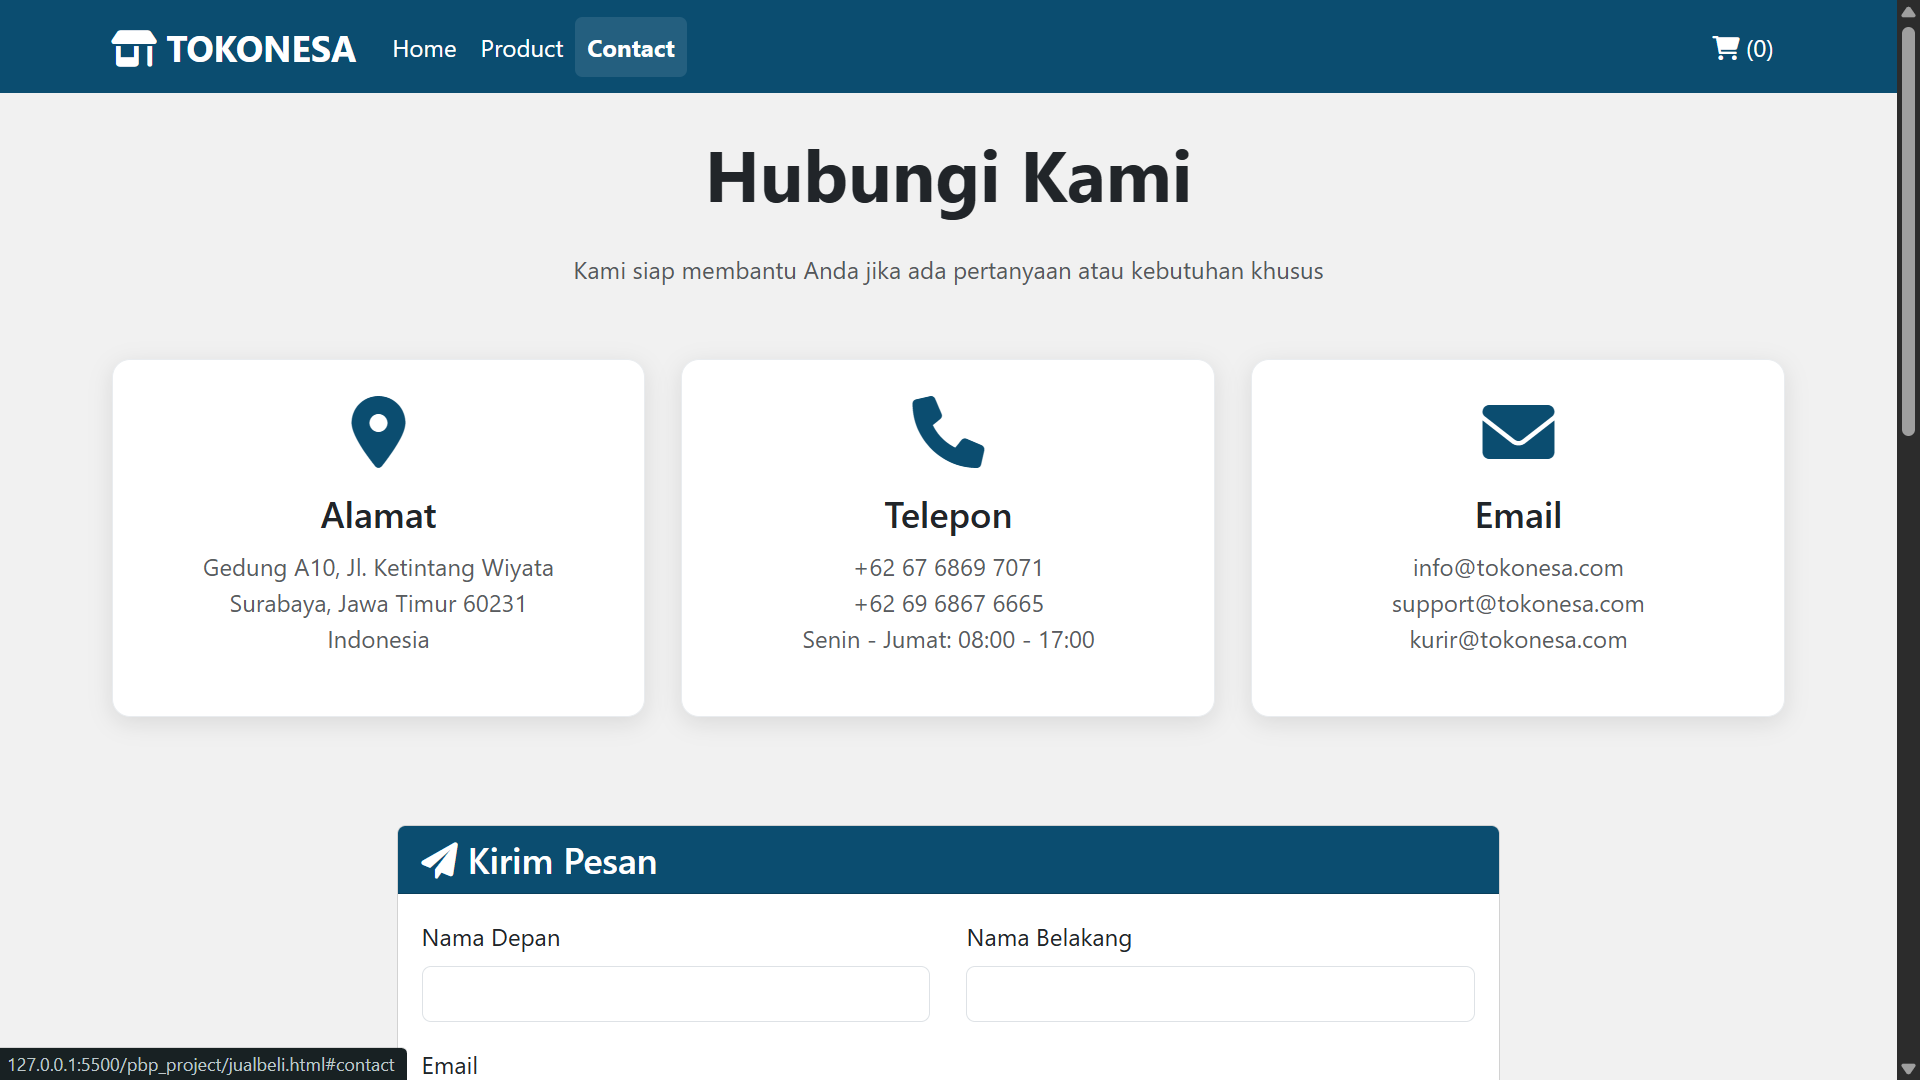 TOKONESA Home Product Contact (0)
Hubungi Kami
Kami siap membantu Anda jika ada pertanyaan atau kebutuhan khusus
Alamat
Gedung A10, Jl. Ketintang Wiyata
Surabaya, Jawa Timur 60231
Indonesia
Telepon
+62 67 6869 7071
+62 69 6867 6665
Senin - Jumat: 08:00 - 17:00
Email
info@tokonesa.com
support@tokonesa.com
kurir@tokonesa.com
Kirim Pesan
Nama Depan
Nama Belakang
Email
127.0.0.1:5500/pbp_project/jualbeli.html#contact